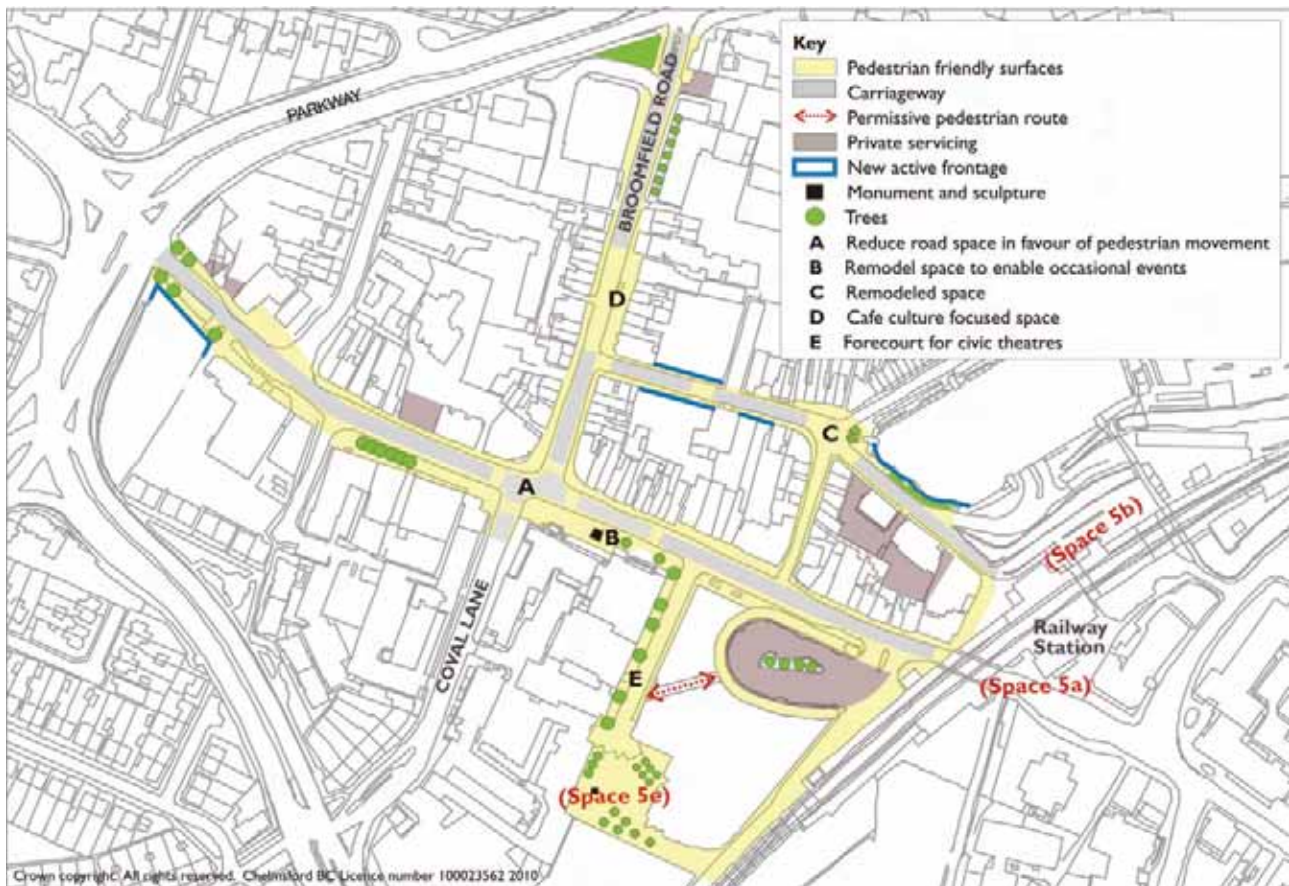 Key
Pedestrian friendly surfaces
Carriageway
Permissive pedestrian route
Private servicing
New active frontage
Monument and sculpture
Trees
A Reduce road space in favour of pedestrian movement
B Remodel space to enable occasional events
C Remodeled space
D Cafe culture focused space
E Forecourt for civic theatres
PARKWAY
BROOMFIELD ROAD
D
C
A
B
(Space 5b)
COVAL LANE
Railway
Station
E
(Space 5a)
(Space 5e)
Crown copyright. All rights reserved. Chelmsford BC Licence number 100023562 2010